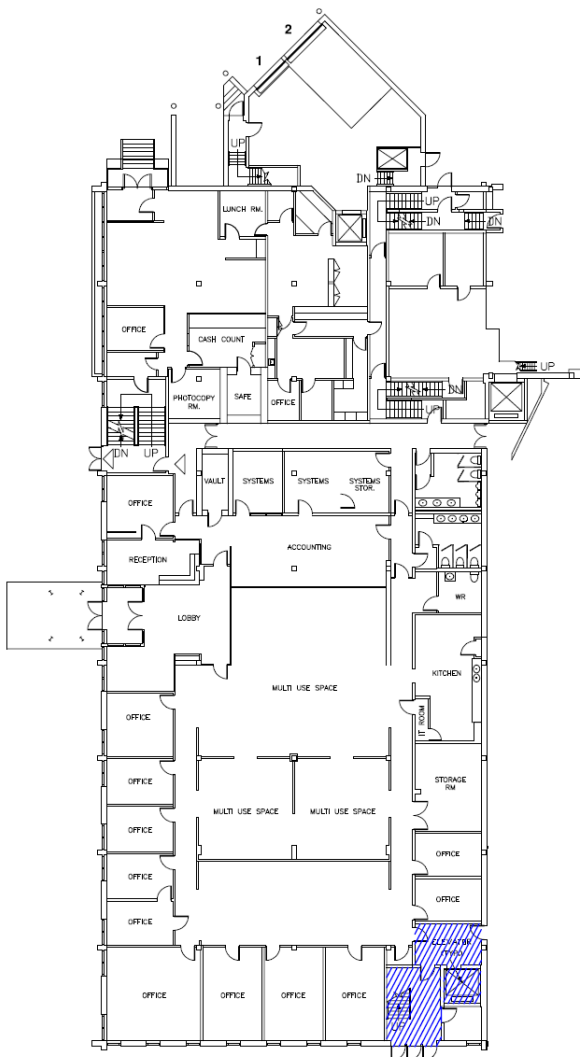 2
1
UP
DN
LUNCH RM.
UP
DN
DN
OFFICE
CASH COUNT
UP
PHOTOCOPY
RM.
SAFE
OFFICE
DN
UP
DN UP
VAULT
SYSTEMS
SYSTEMS
SYSTEMS
STOR.
OFFICE
ACCOUNTING
RECEPTION
WR
LOBBY
KITCHEN
MULTI USE SPACE
OFFICE
IT ROOM
OFFICE
STORAGE
RM
MULTI USE SPACE
MULTI USE SPACE
OFFICE
OFFICE
OFFICE
OFFICE
OFFICE
ELEVATOR
OFFICE
OFFICE
OFFICE
OFFICE
UP